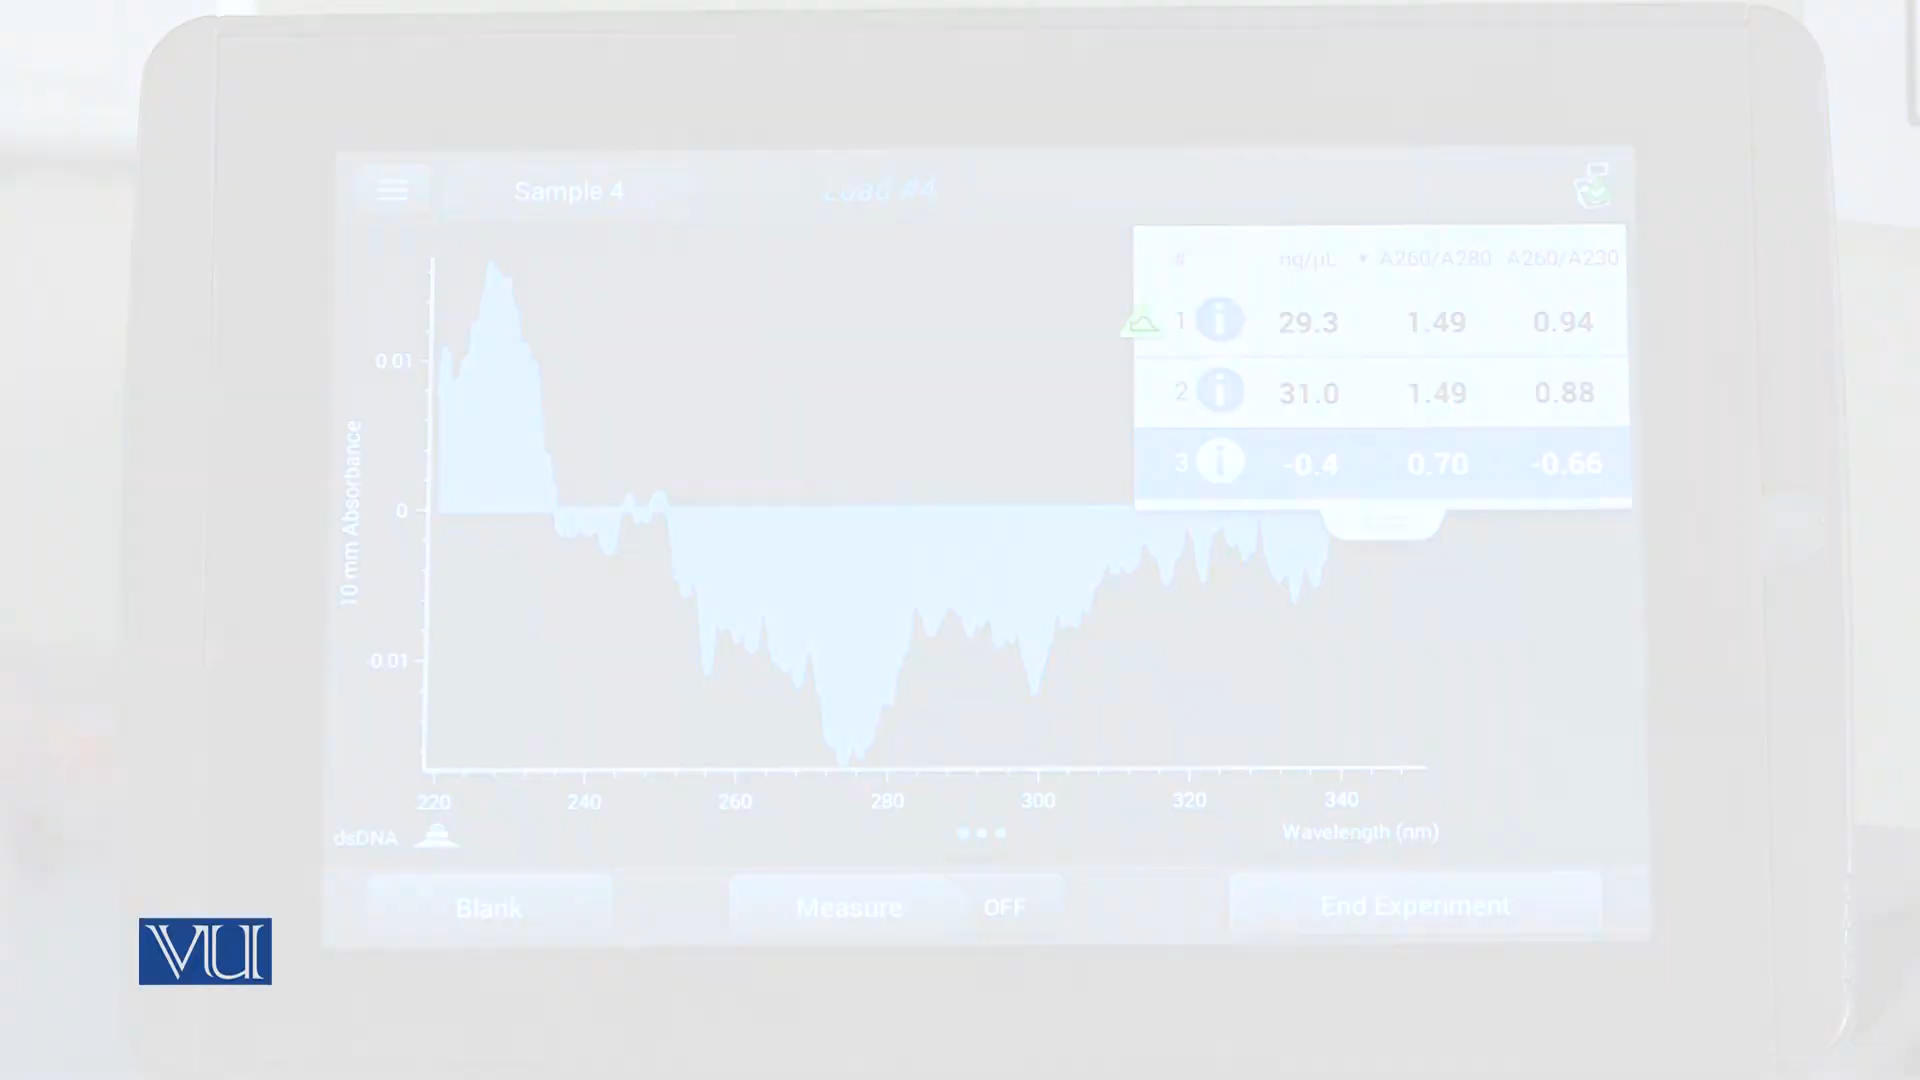 Sample 4 Load #4
# ng/µL A260/A280 A260/A230
1 29.3 1.49 0.94
2 31.0 1.49 0.88
3 -0.4 0.70 -0.66
0.01
0
-0.01
10 mm Absorbance
220 240 260 280 300 320 340
dsDNA Wavelength (nm)
Blank Measure OFF End Experiment
VU